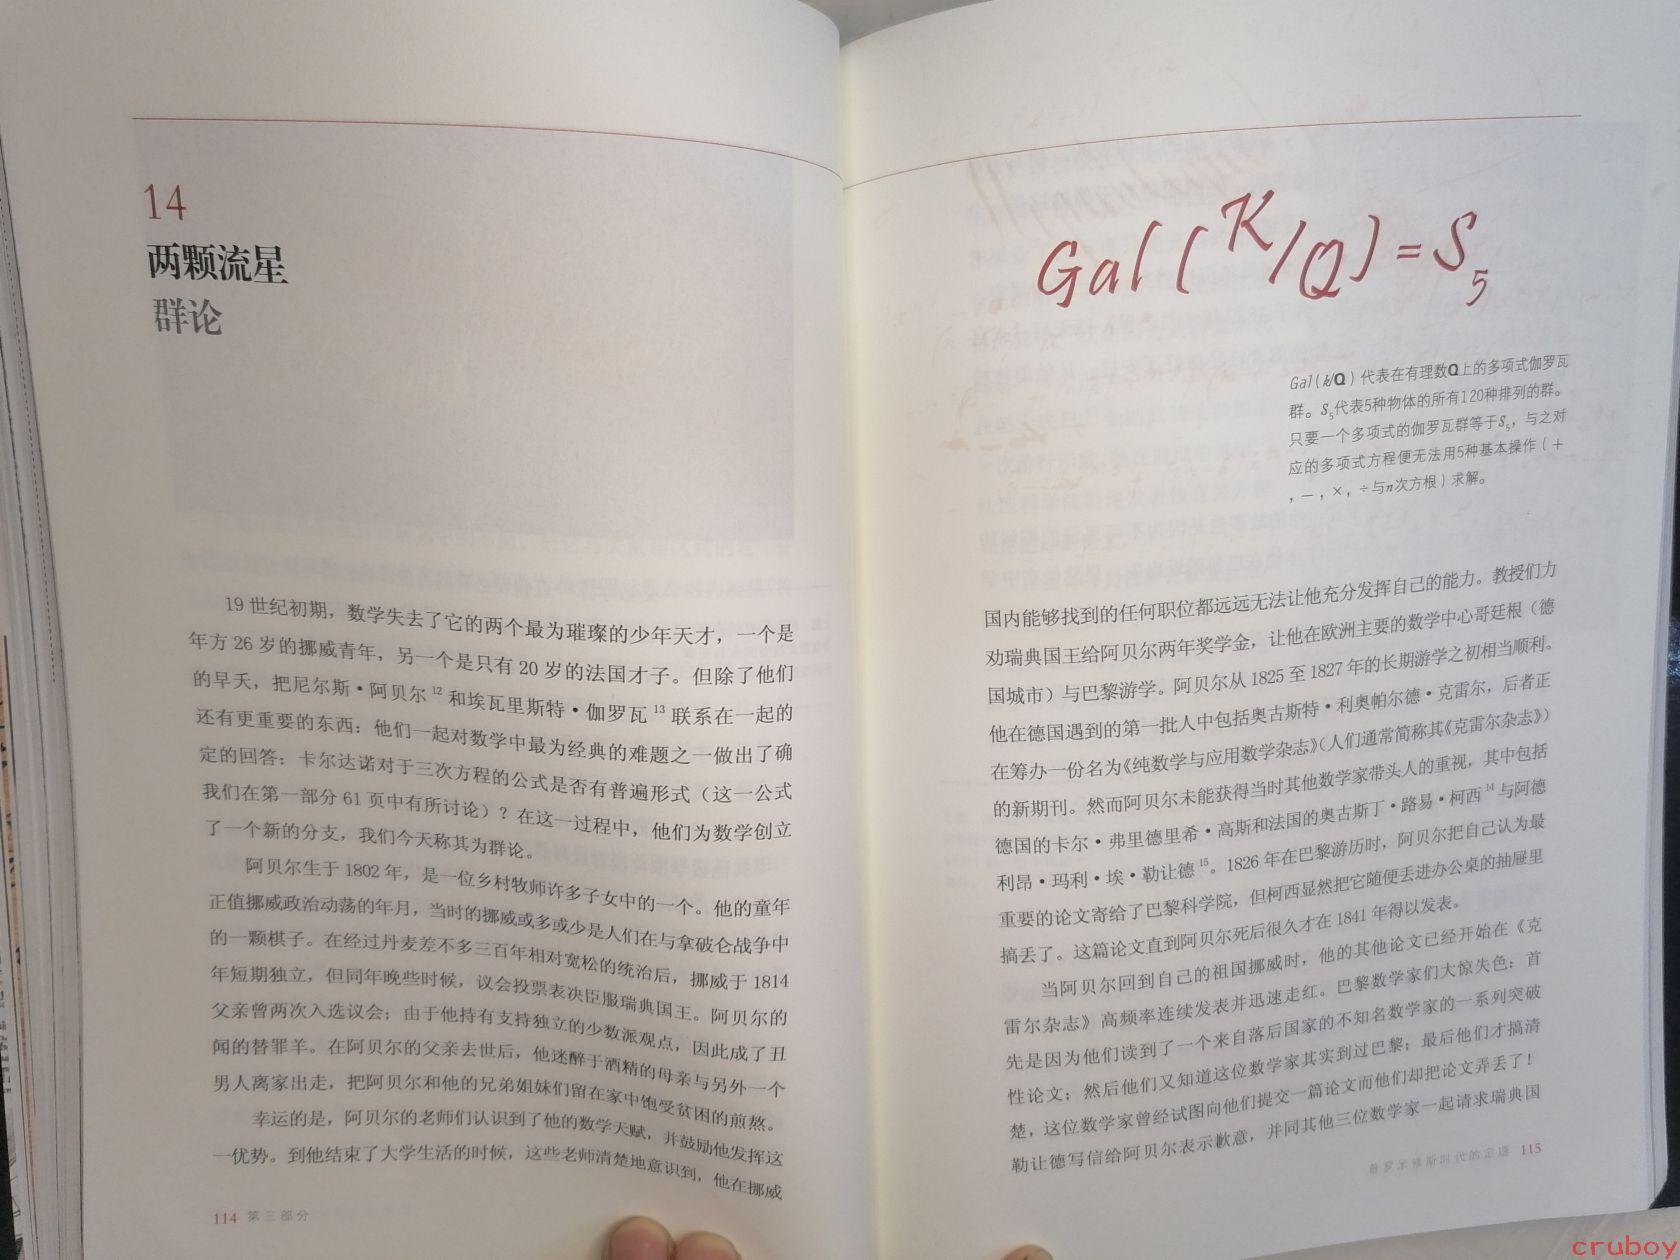 14
两颗流星
群论
19 世纪初期，数学失去了它的两个最为璀璨的少年天才，一个是
年方 26 岁的挪威青年，另一个是只有 20 岁的法国才子。但除了他们
的早夭，把尼尔斯·阿贝尔¹²和埃瓦里斯特·伽罗瓦¹³联系在一起的
还有更重要的东西：他们一起对数学中最为经典的难题之一做出了确
定的回答：卡尔达诺对于三次方程的公式是否有普遍形式（这一公式
我们在第一部分 61 页中有所讨论）？在这一过程中，他们为数学创立
了一个新的分支，我们今天称其为群论。
阿贝尔生于 1802 年，是一位乡村牧师许多子女中的一个。他的童年
正值挪威政治动荡的年月，当时的挪威或多或少是人们在与拿破仑战争中
的一颗棋子。在经过丹麦差不多三百年相对宽松的统治后，挪威于 1814
年短期独立，但同年晚些时候，议会投票表决臣服瑞典国王。阿贝尔的
父亲曾两次入选议会；由于他持有支持独立的少数派观点，因此成了丑
闻的替罪羊。在阿贝尔的父亲去世后，他迷醉于酒精的母亲与另外一个
男人离家出走，把阿贝尔和他的兄弟姐妹们留在家中饱受贫困的煎熬。
幸运的是，阿贝尔的老师们认识到了他的数学天赋，并鼓励他发挥这
一优势。到他结束了大学生活的时候，这些老师清楚地意识到，他在挪威
114 第三部分
Gal(K/Q)=S₅
Gal(k/Q）代表在有理数Q上的多项式伽罗瓦
群。S₅代表5种物体的所有120种排列的群。
只要一个多项式的伽罗瓦群等于S₅，与之对
应的多项式方程便无法用5种基本操作（＋
，－，×，÷与n次方根）求解。
国内能够找到的任何职位都远远无法让他充分发挥自己的能力。教授们力
劝瑞典国王给阿贝尔两年奖学金，让他在欧洲主要的数学中心哥廷根（德
国城市）与巴黎游学。阿贝尔从 1825 至 1827 年的长期游学之初相当顺利。
他在德国遇到的第一批人中包括奥古斯特·利奥帕尔德·克雷尔，后者正
在筹办一份名为《纯数学与应用数学杂志》（人们通常简称其《克雷尔杂志》）
的新期刊。然而阿贝尔未能获得当时其他数学家带头人的重视，其中包括
德国的卡尔·弗里德里希·高斯和法国的奥古斯丁·路易·柯西¹⁴与阿德
利昂·玛利·埃·勒让德¹⁵。1826 年在巴黎游历时，阿贝尔把自己认为最
重要的论文寄给了巴黎科学院，但柯西显然把它随便丢进办公桌的抽屉里
搞丢了。这篇论文直到阿贝尔死后很久才在 1841 年得以发表。
当阿贝尔回到自己的祖国挪威时，他的其他论文已经开始在《克
雷尔杂志》高频率连续发表并迅速走红。巴黎数学家们大惊失色：首
先是因为他们读到了一个来自落后国家的不知名数学家的一系列突破
性论文；然后他们又知道这位数学家其实到过巴黎；最后他们才搞清
楚，这位数学家曾经试图向他们提交一篇论文而他们却把论文弄丢了！
勒让德写信给阿贝尔表示歉意，并同其他三位数学家一起请求瑞典国
普罗米修斯时代的定理 115
cruboy